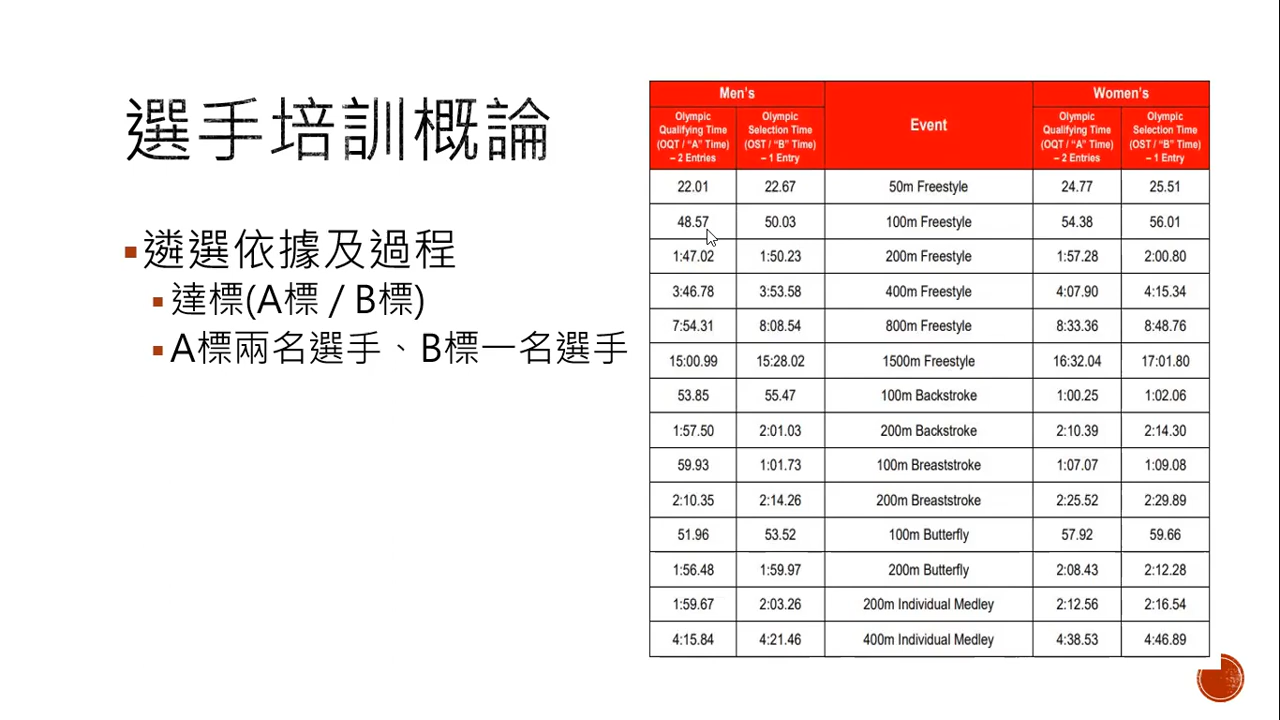 選手培訓概論
遴選依據及過程
達標(A標 / B標)
A標兩名選手、B標一名選手
Men's Event Women's
Olympic Qualifying Time (OQT / "A" Time) – 2 Entries
Olympic Selection Time (OST / "B" Time) – 1 Entry
Olympic Qualifying Time (OQT / "A" Time) – 2 Entries
Olympic Selection Time (OST / "B" Time) – 1 Entry
22.01 22.67 50m Freestyle 24.77 25.51
48.57 50.03 100m Freestyle 54.38 56.01
1:47.02 1:50.23 200m Freestyle 1:57.28 2:00.80
3:46.78 3:53.58 400m Freestyle 4:07.90 4:15.34
7:54.31 8:08.54 800m Freestyle 8:33.36 8:48.76
15:00.99 15:28.02 1500m Freestyle 16:32.04 17:01.80
53.85 55.47 100m Backstroke 1:00.25 1:02.06
1:57.50 2:01.03 200m Backstroke 2:10.39 2:14.30
59.93 1:01.73 100m Breaststroke 1:07.07 1:09.08
2:10.35 2:14.26 200m Breaststroke 2:25.52 2:29.89
51.96 53.52 100m Butterfly 57.92 59.66
1:56.48 1:59.97 200m Butterfly 2:08.43 2:12.28
1:59.67 2:03.26 200m Individual Medley 2:12.56 2:16.54
4:15.84 4:21.46 400m Individual Medley 4:38.53 4:46.89